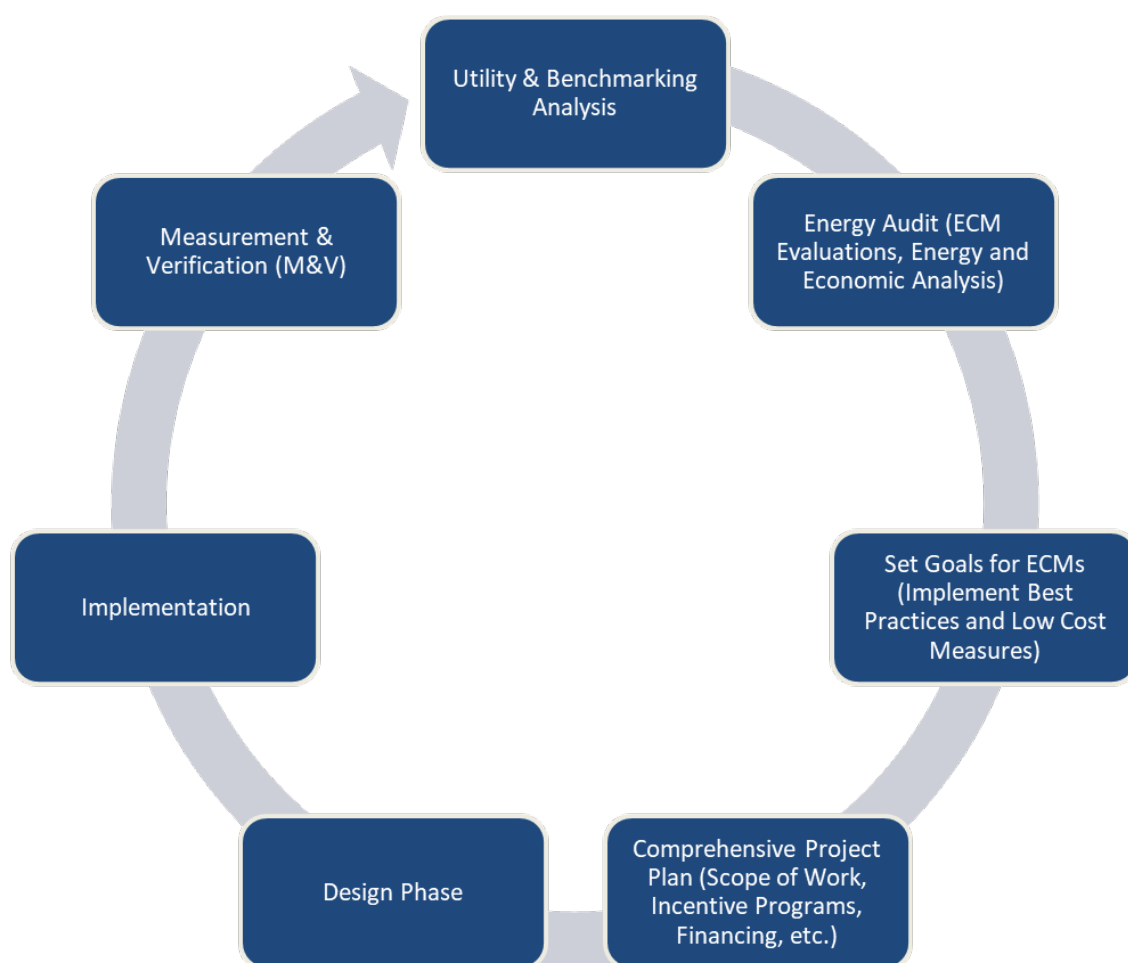 Utility & Benchmarking
Analysis
Energy Audit (ECM
Evaluations, Energy and
Economic Analysis)
Set Goals for ECMs
(Implement Best
Practices and Low Cost
Measures)
Comprehensive Project
Plan (Scope of Work,
Incentive Programs,
Financing, etc.)
Design Phase
Implementation
Measurement &
Verification (M&V)